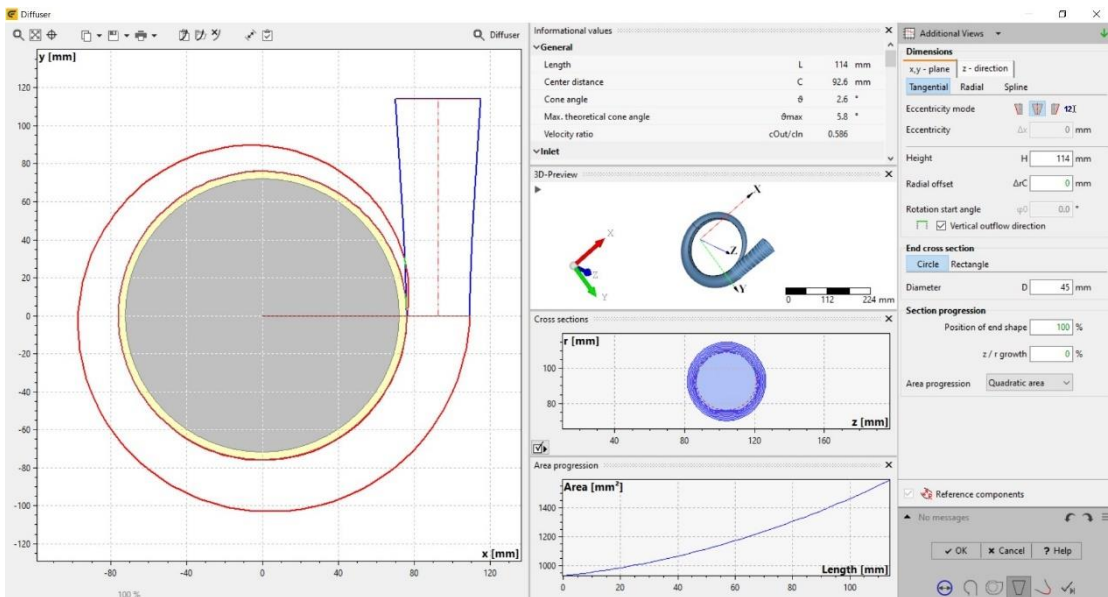 Diffuser
Diffuser
y [mm]
120
100
80
60
40
20
0
-20
-40
-60
-80
-100
-120
x [mm]
-80
-40
0
40
80
120
100 %
Informational values
General
Length L 114 mm
Center distance C 92.6 mm
Cone angle ϑ 2.6 °
Max. theoretical cone angle ϑmax 5.8 °
Velocity ratio cOut/cIn 0.586
Inlet
3D-Preview
X
Z
Y
X
Z
Y
0 112 224 mm
Cross sections
r [mm]
100
80
z [mm]
40 80 120 160
Area progression
Area [mm²]
1400
1200
1000
Length [mm]
0 20 40 60 80 100
Additional Views
Dimensions
x,y - plane z - direction
Tangential Radial Spline
Eccentricity mode
Eccentricity Δx 0 mm
Height H 114 mm
Radial offset ΔrC 0 mm
Rotation start angle φ0 0.0 °
Vertical outflow direction
End cross section
Circle Rectangle
Diameter D 45 mm
Section progression
Position of end shape 100 %
z / r growth 0 %
Area progression Quadratic area
Reference components
No messages
OK Cancel ? Help